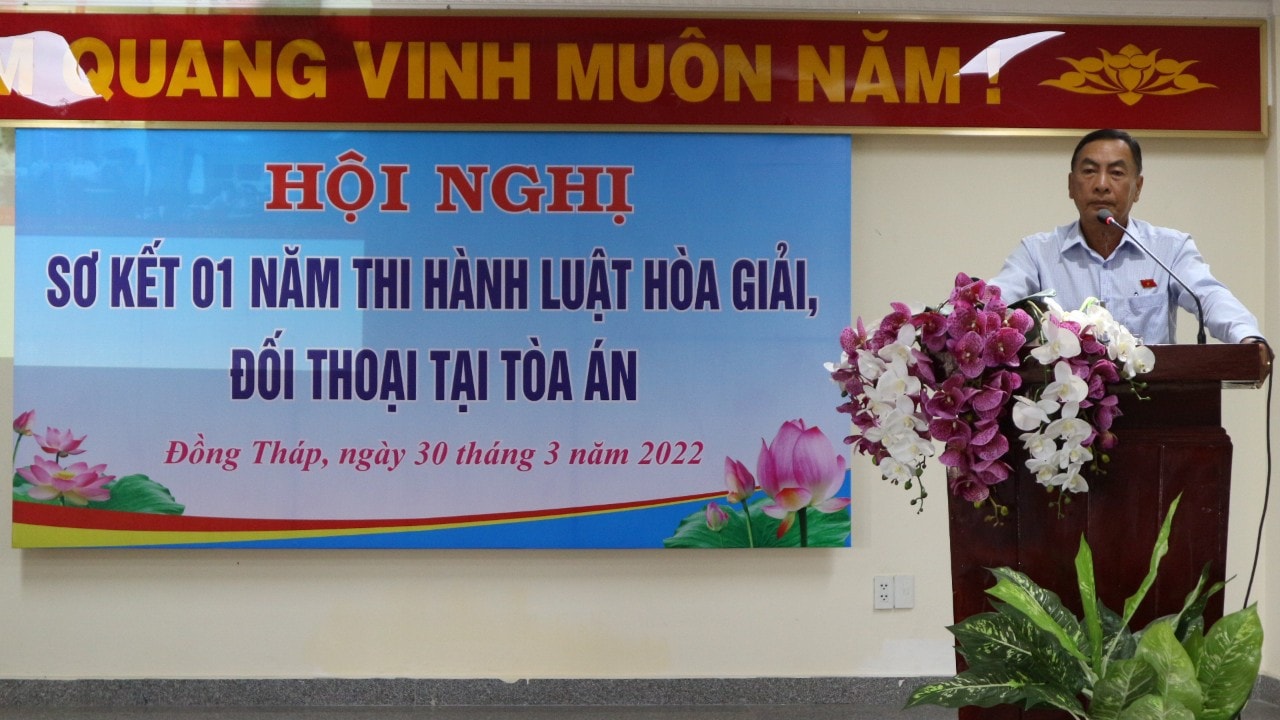 QUANG VINH MUÔN NĂM !
HỘI NGHỊ
SƠ KẾT 01 NĂM THI HÀNH LUẬT HÒA GIẢI,
ĐỐI THOẠI TẠI TÒA ÁN
Đồng Tháp, ngày 30 tháng 3 năm 2022